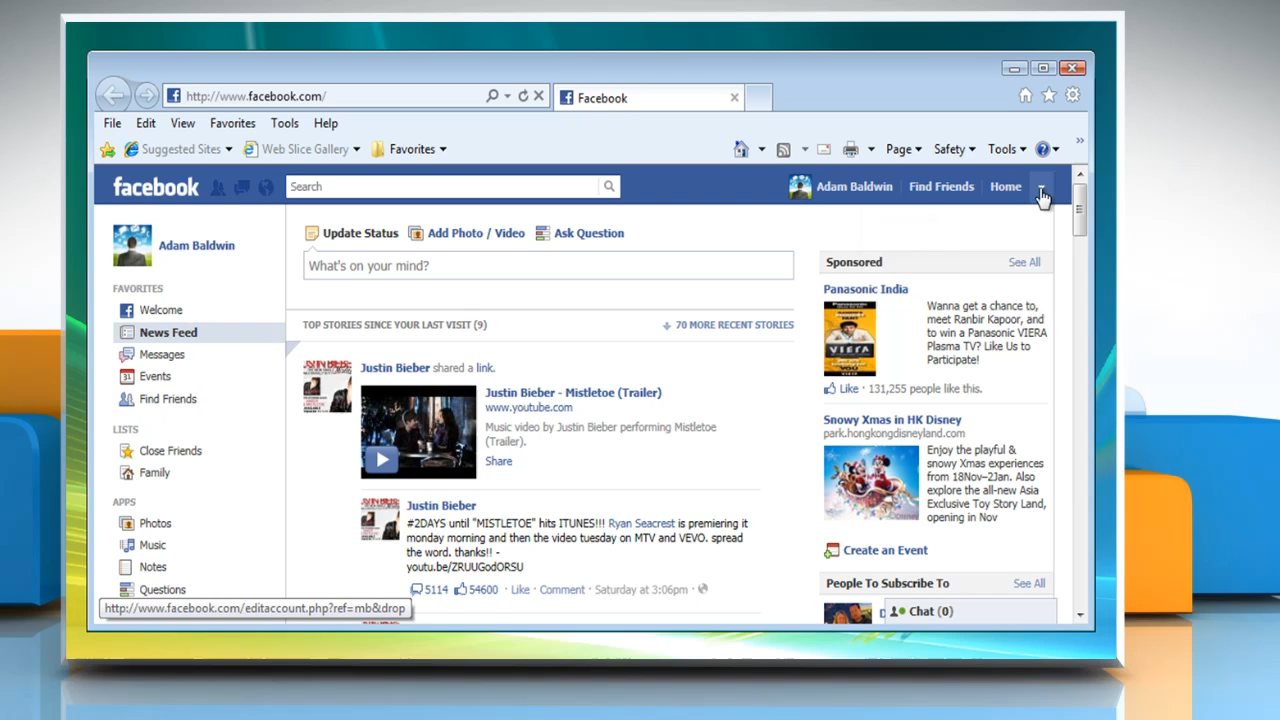 http://www.facebook.com/
Facebook
File Edit View Favorites Tools Help
Suggested Sites Web Slice Gallery Favorites Page Safety Tools
facebook Search Adam Baldwin Find Friends Home
Adam Baldwin
FAVORITES
Welcome
News Feed
Messages
Events
Find Friends
LISTS
Close Friends
Family
APPS
Photos
Music
Notes
Questions
http://www.facebook.com/editaccount.php?ref=mb&drop
Update Status Add Photo / Video Ask Question
What's on your mind?
TOP STORIES SINCE YOUR LAST VISIT (9) 70 MORE RECENT STORIES
Justin Bieber shared a link.
Justin Bieber - Mistletoe (Trailer)
www.youtube.com
Music video by Justin Bieber performing Mistletoe
(Trailer).
Share
Justin Bieber
#2DAYS until "MISTLETOE" hits ITUNES!!! Ryan Seacrest is premiering it
monday morning and then the video tuesday on MTV and VEVO. spread
the word. thanks!! -
youtu.be/ZRUUGodORSU
5114 54600 · Like · Comment · Saturday at 3:06pm ·
Sponsored See All
Panasonic India
Wanna get a chance to,
meet Ranbir Kapoor, and
to win a Panasonic VIERA
Plasma TV? Like Us to
Participate!
VIERA
Like · 131,255 people like this.
Snowy Xmas in HK Disney
park.hongkongdisneyland.com
Enjoy the playful &
snowy Xmas experiences
from 18Nov–2Jan. Also
explore the all-new Asia
Exclusive Toy Story Land,
opening in Nov
Create an Event
People To Subscribe To See All
Chat (0)